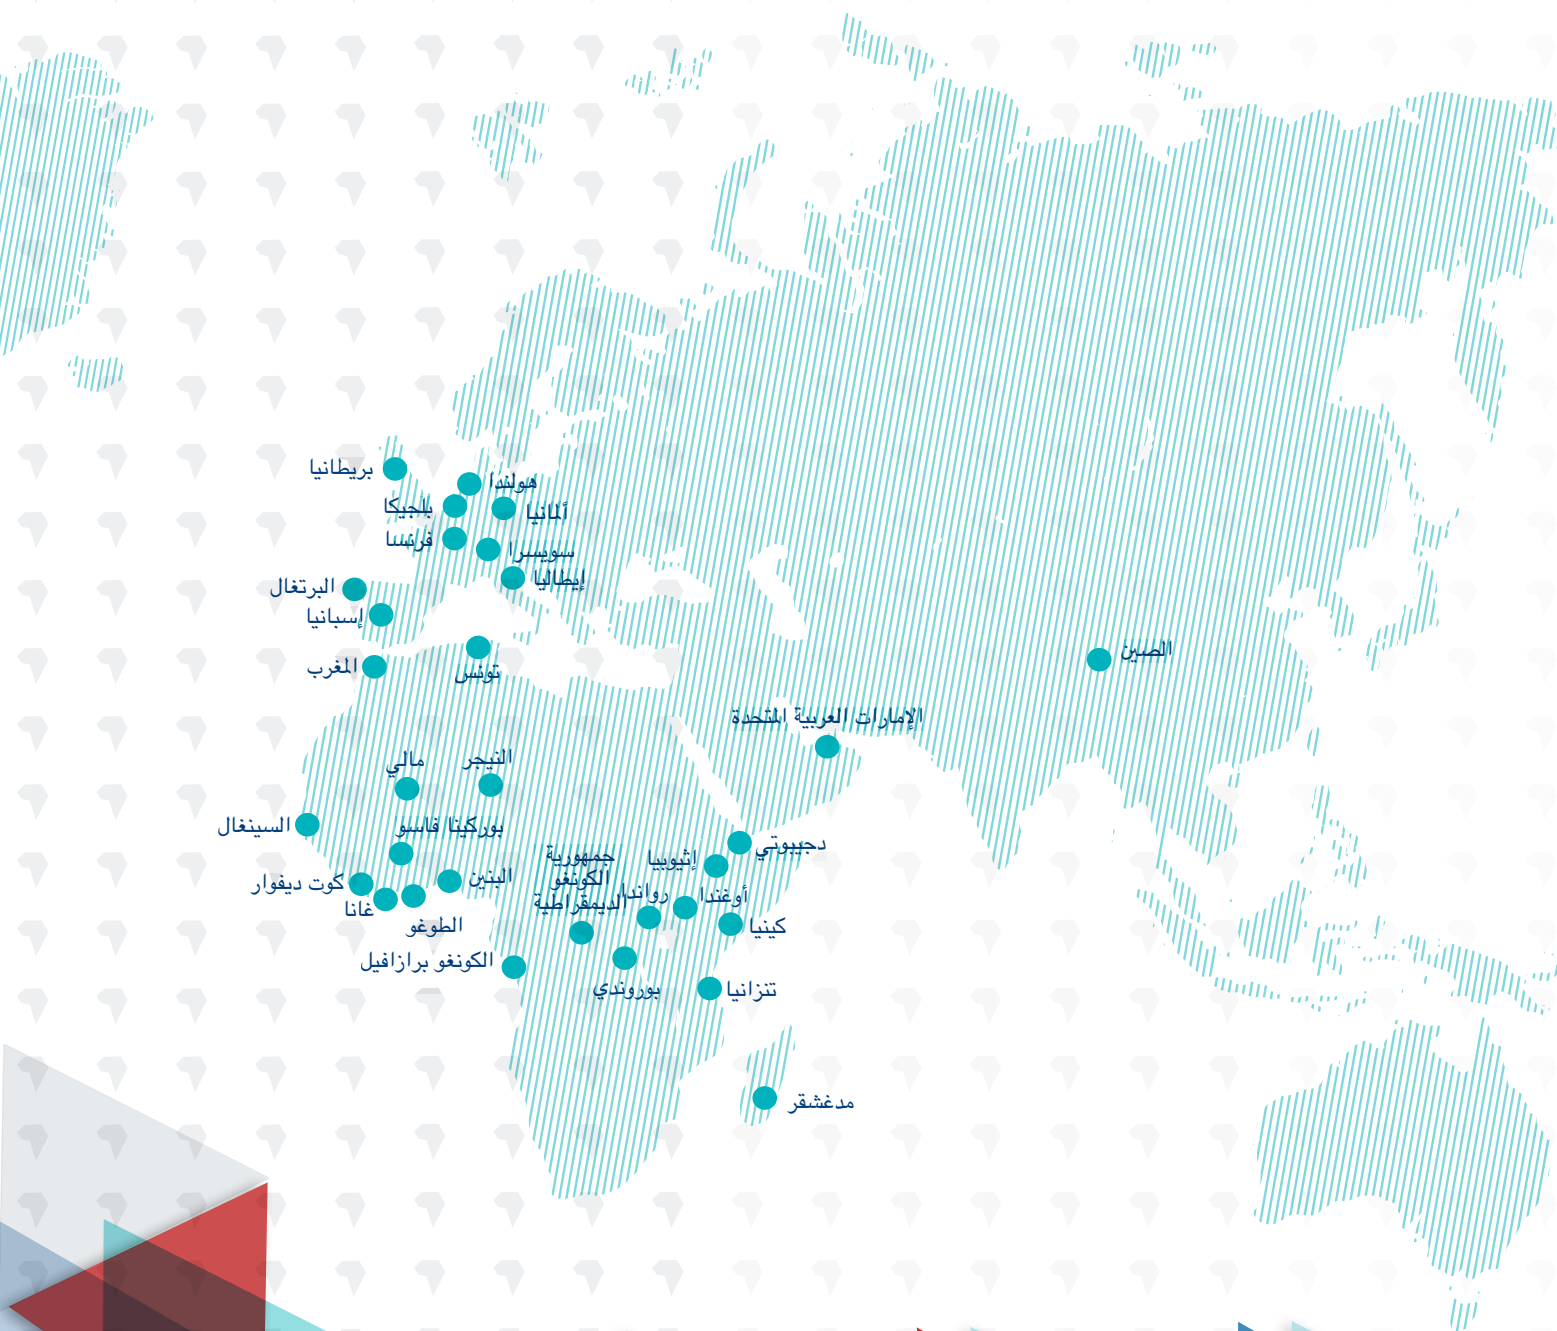 بريطانيا
هولندا
بلجيكا
ألمانيا
فرنسا
سويسرا
إيطاليا
البرتغال
إسبانيا
المغرب
تونس
الصين
الإمارات العربية المتحدة
النيجر
مالي
السينغال
بوركينا فاسو
دجيبوتي
إثيوبيا
جمهورية
الكونغو
الديمقراطية
رواندا
أوغندا
البنين
كوت ديفوار
غانا
الطوغو
كينيا
الكونغو برازافيل
بوروندي
تنزانيا
مدغشقر